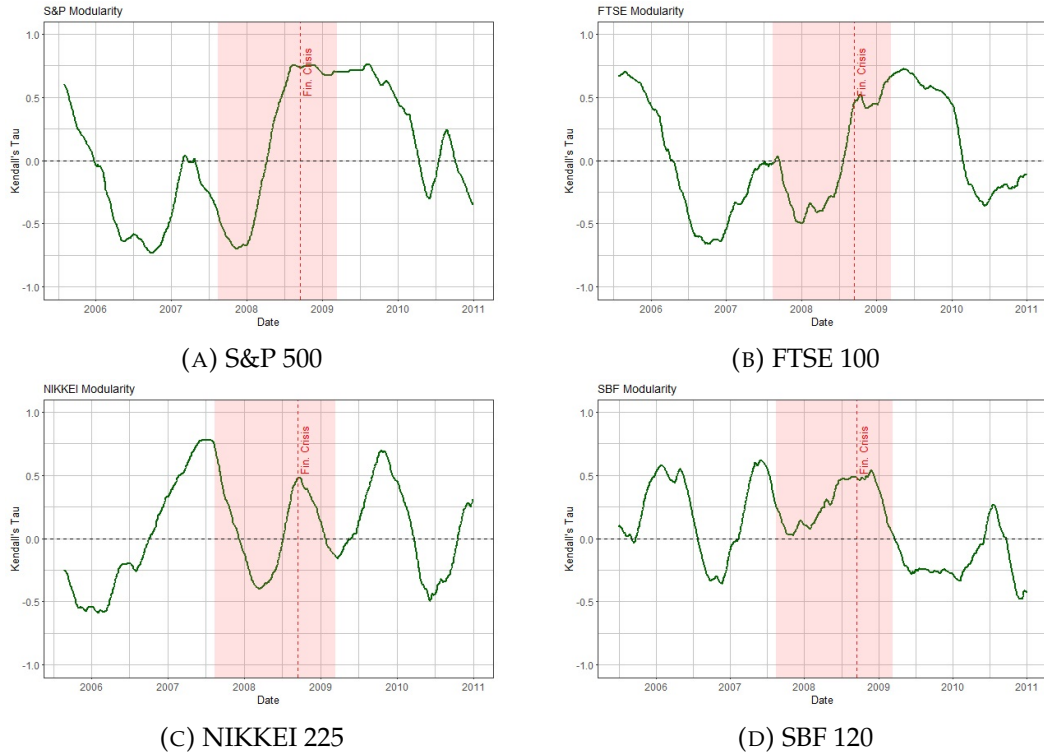 S&P Modularity
1.0
0.5
0.0
-0.5
-1.0
Kendall's Tau
Fin. Crisis
2006 2007 2008 2009 2010 2011
Date
(A) S&P 500
FTSE Modularity
1.0
0.5
0.0
-0.5
-1.0
Kendall's Tau
Fin. Crisis
2006 2007 2008 2009 2010 2011
Date
(B) FTSE 100
NIKKEI Modularity
1.0
0.5
0.0
-0.5
-1.0
Kendall's Tau
Fin. Crisis
2006 2007 2008 2009 2010 2011
Date
(C) NIKKEI 225
SBF Modularity
1.0
0.5
0.0
-0.5
-1.0
Kendall's Tau
Fin. Crisis
2006 2007 2008 2009 2010 2011
Date
(D) SBF 120